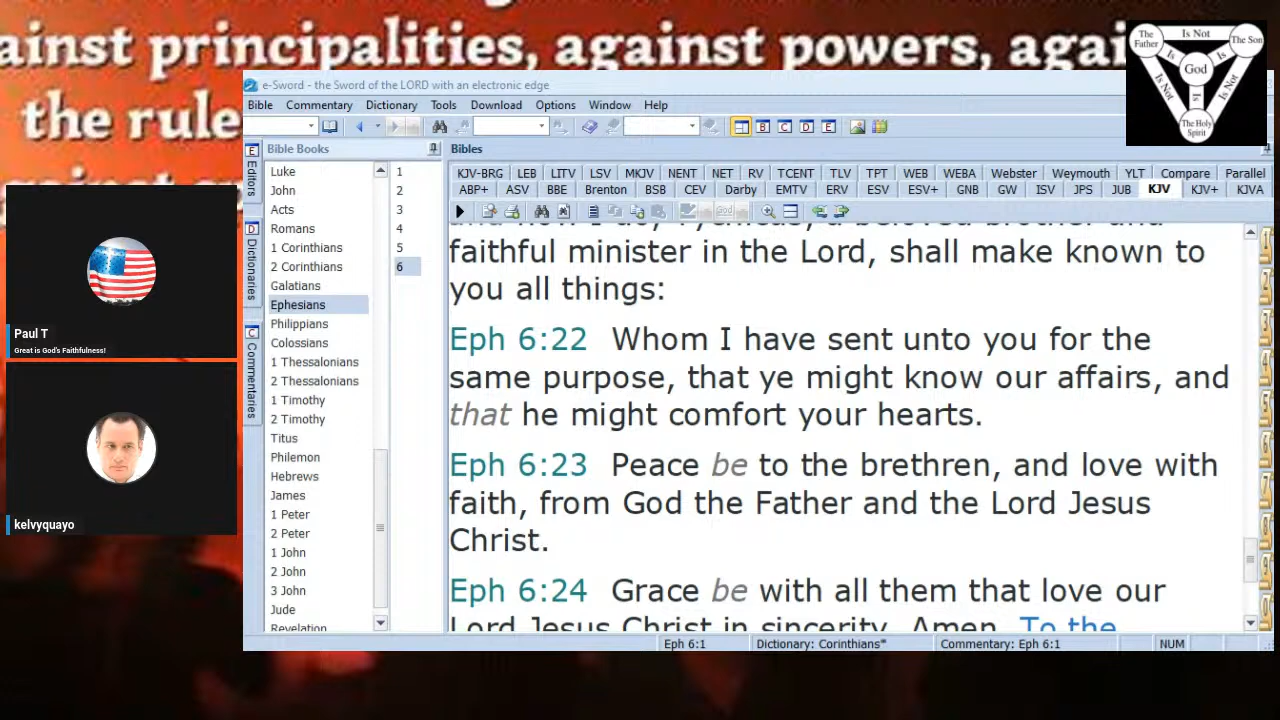 ainst principalities, against powers, agai
the rule
The Father
Is Not
The Son
Is
Is
God
Is Not
Is Not
Is
The Holy Spirit
e-Sword - the Sword of the LORD with an electronic edge
Bible Commentary Dictionary Tools Download Options Window Help
B C D E
Bible Books
Bibles
E Editors
D Dictionaries
C Commentaries
Luke 1
John 2
Acts 3
Romans 4
1 Corinthians 5
2 Corinthians 6
Galatians
Ephesians
Philippians
Colossians
1 Thessalonians
2 Thessalonians
1 Timothy
2 Timothy
Titus
Philemon
Hebrews
James
1 Peter
2 Peter
1 John
2 John
3 John
Jude
Revelation
KJV-BRG LEB LITV LSV MKJV NENT NET RV TCENT TLV TPT WEB WEBA Webster Weymouth YLT Compare Parallel
ABP+ ASV BBE Brenton BSB CEV Darby EMTV ERV ESV ESV+ GNB GW ISV JPS JUB KJV KJV+ KJVA
faithful minister in the Lord, shall make known to
you all things:
Eph 6:22 Whom I have sent unto you for the
same purpose, that ye might know our affairs, and
that he might comfort your hearts.
Eph 6:23 Peace be to the brethren, and love with
faith, from God the Father and the Lord Jesus
Christ.
Eph 6:24 Grace be with all them that love our
Lord Jesus Christ in sincerity. Amen. To the
Eph 6:1 Dictionary: Corinthians* Commentary: Eph 6:1 NUM
Paul T
Great is God's Faithfulness!
kelvyquayo